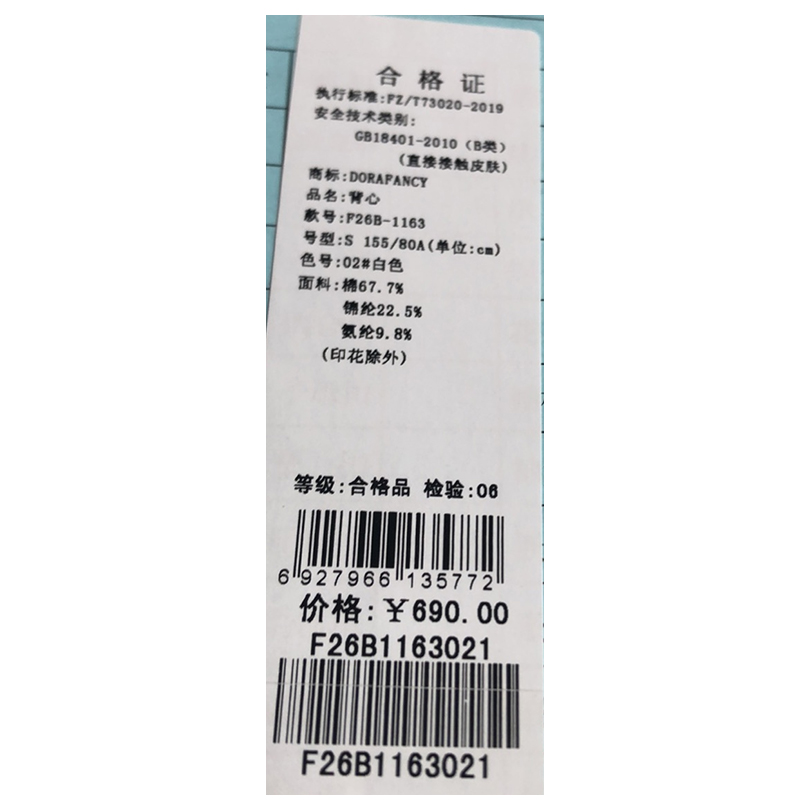 合格证
执行标准:FZ/T73020-2019
安全技术类别:
GB18401-2010（B类）
(直接接触皮肤)
商标:DORAFANCY
品名:背心
款号:F26B-1163
号型:S 155/80A(单位:cm)
色号:02#白色
面料:棉67.7%
锦纶22.5%
氨纶9.8%
(印花除外)
等级:合格品 检验:06
6 927966 135772
价格:￥690.00
F26B1163021
F26B1163021